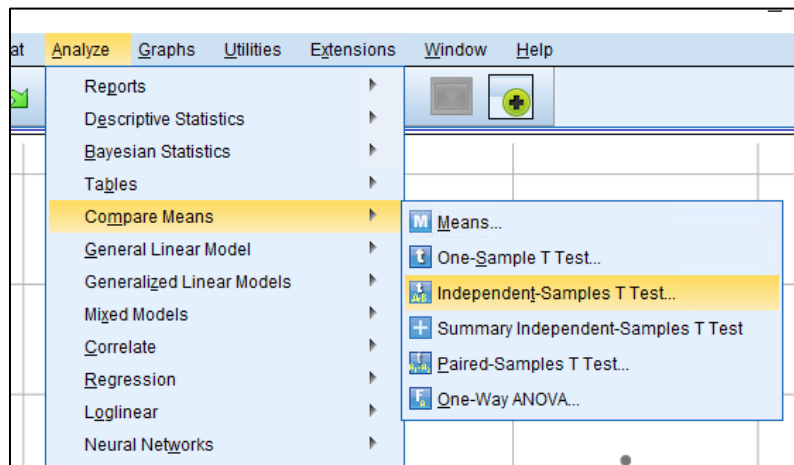 at Analyze Graphs Utilities Extensions Window Help
Reports
Descriptive Statistics
Bayesian Statistics
Tables
Compare Means
General Linear Model
Generalized Linear Models
Mixed Models
Correlate
Regression
Loglinear
Neural Networks
M Means...
t One-Sample T Test...
Independent-Samples T Test...
Summary Independent-Samples T Test
Paired-Samples T Test...
One-Way ANOVA...